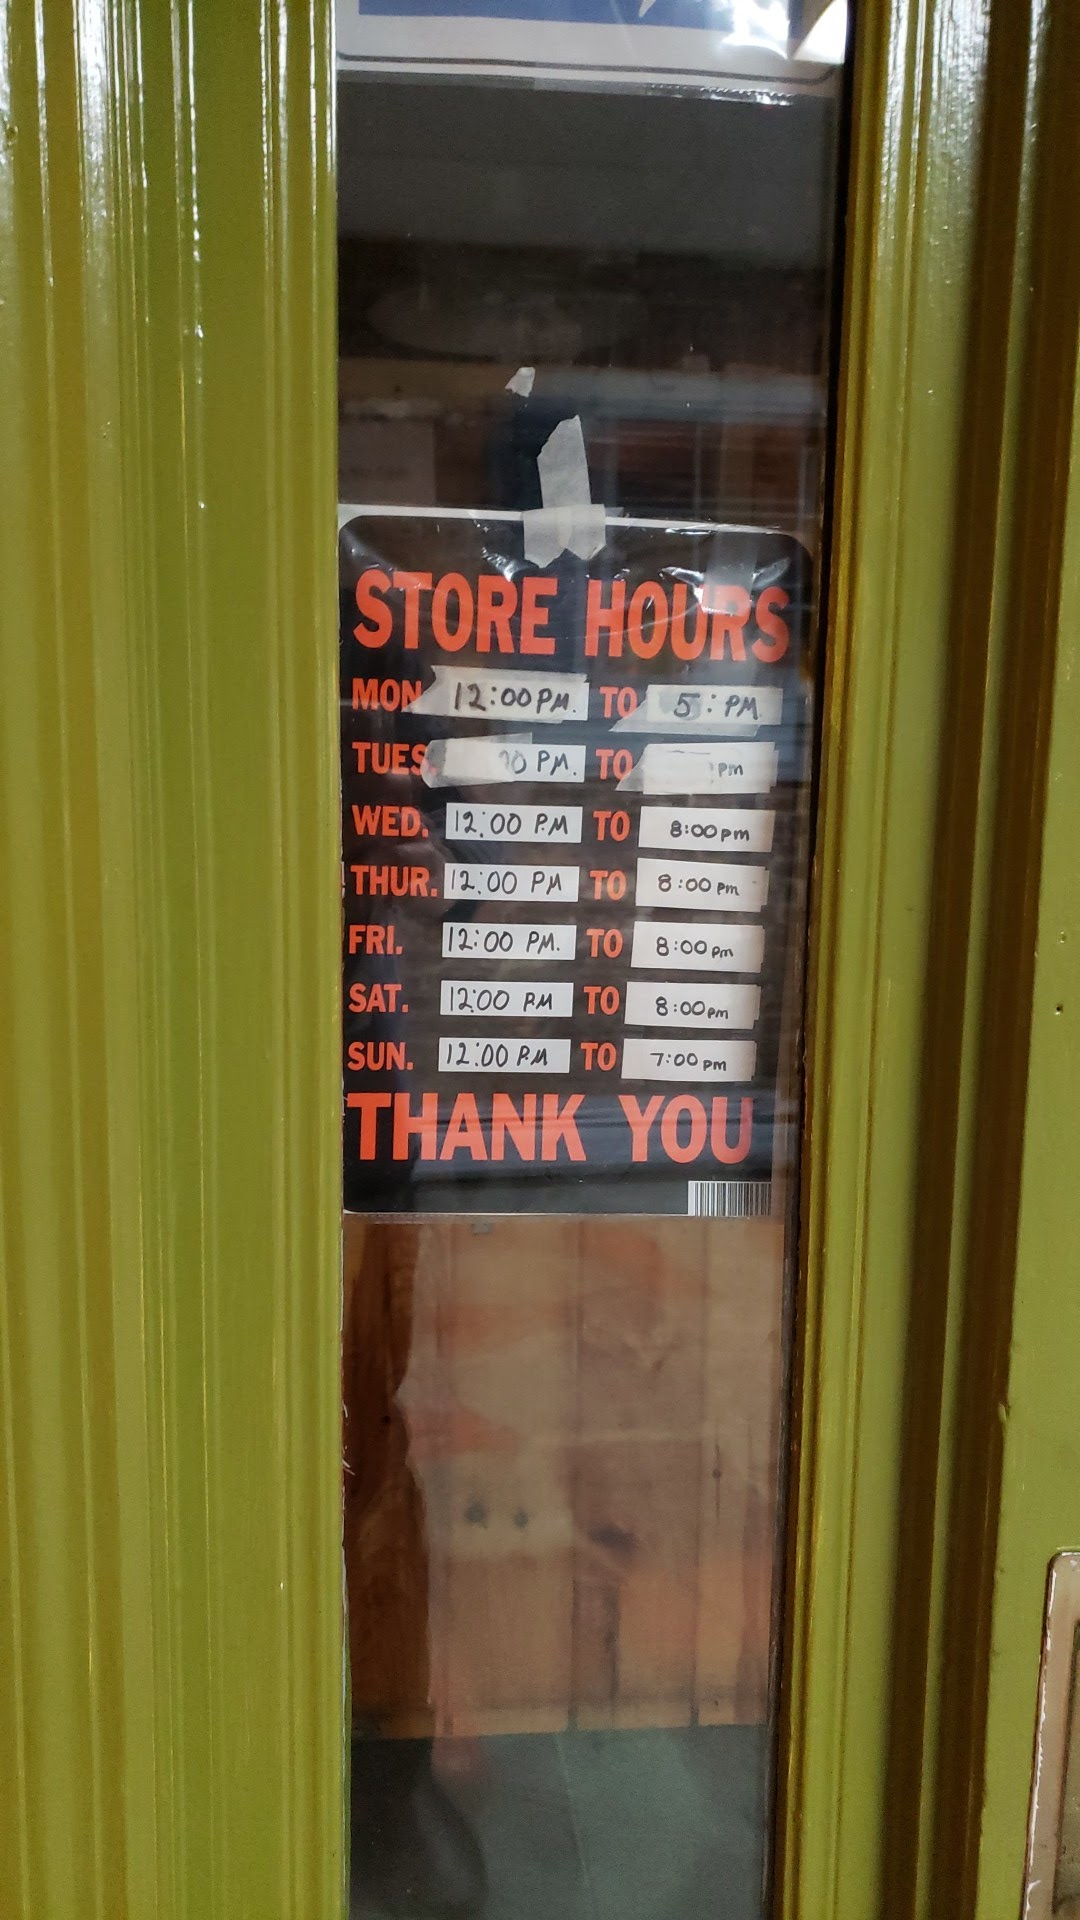 STORE HOURS
MON 12:00 PM. TO 5: PM
TUES. PM. TO pm
WED. 12:00 P.M TO 8:00pm
THUR. 12:00 PM TO 8:00 pm
FRI. 12:00 PM. TO 8:00pm
SAT. 12:00 P.M TO 8:00pm
SUN. 12:00 P.M TO 7:00pm
THANK YOU